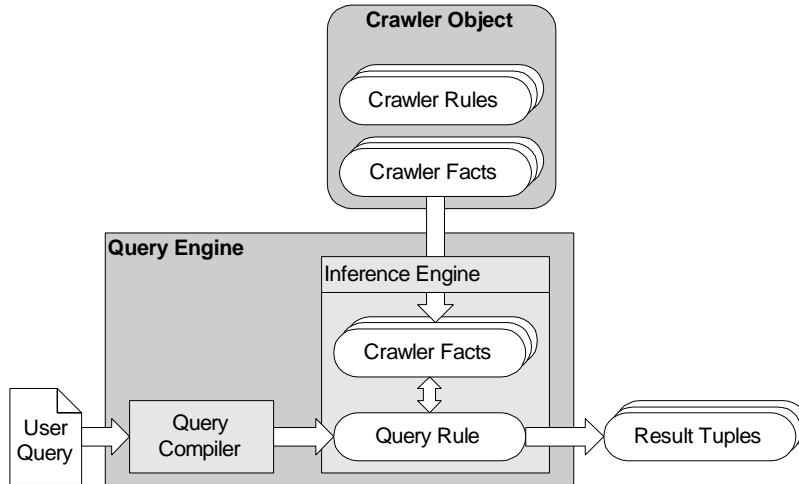 Crawler Object
Crawler Rules
Crawler Facts
Query Engine
Inference Engine
Crawler Facts
User
Query
Query
Compiler
Query Rule
Result Tuples